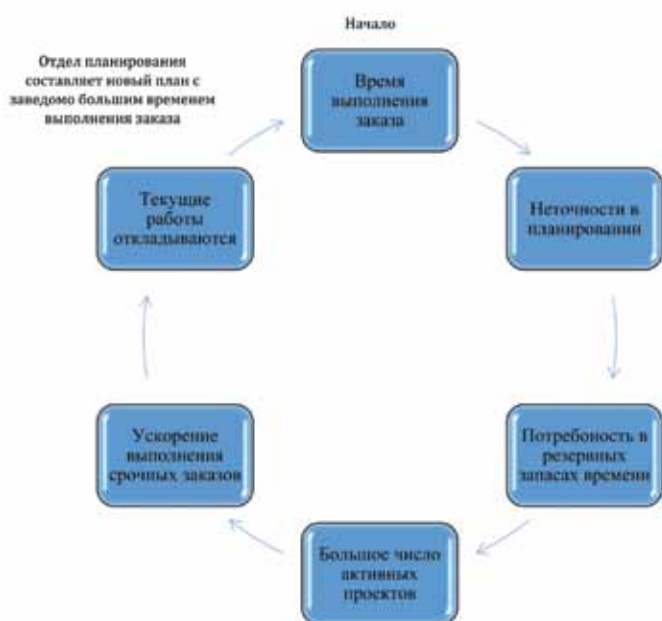 Начало
Отдел планирования
составляет новый план с
заведомо большим временем
выполнения заказа
Время
выполнения
заказа
Неточности в
планировании
Потребоность в
резервных
запасах времени
Большое число
активных
проектов
Ускорение
выполнения
срочных заказов
Текущие
работы
откладываются